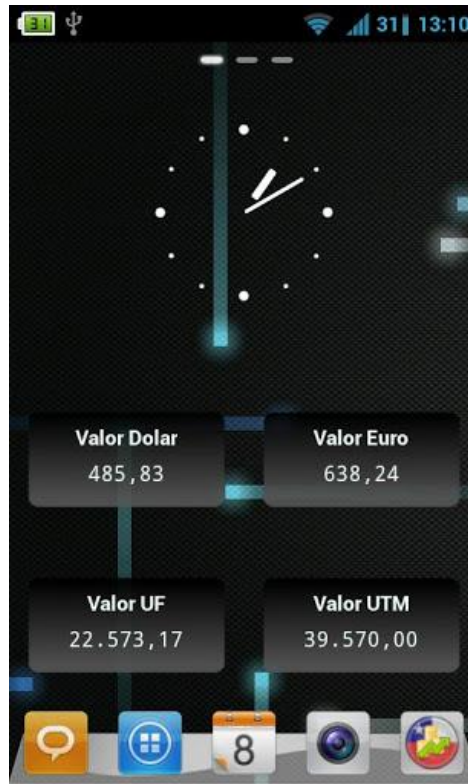 31 31 13:10
Valor Dolar Valor Euro
485,83 638,24
Valor UF Valor UTM
22.573,17 39.570,00
8